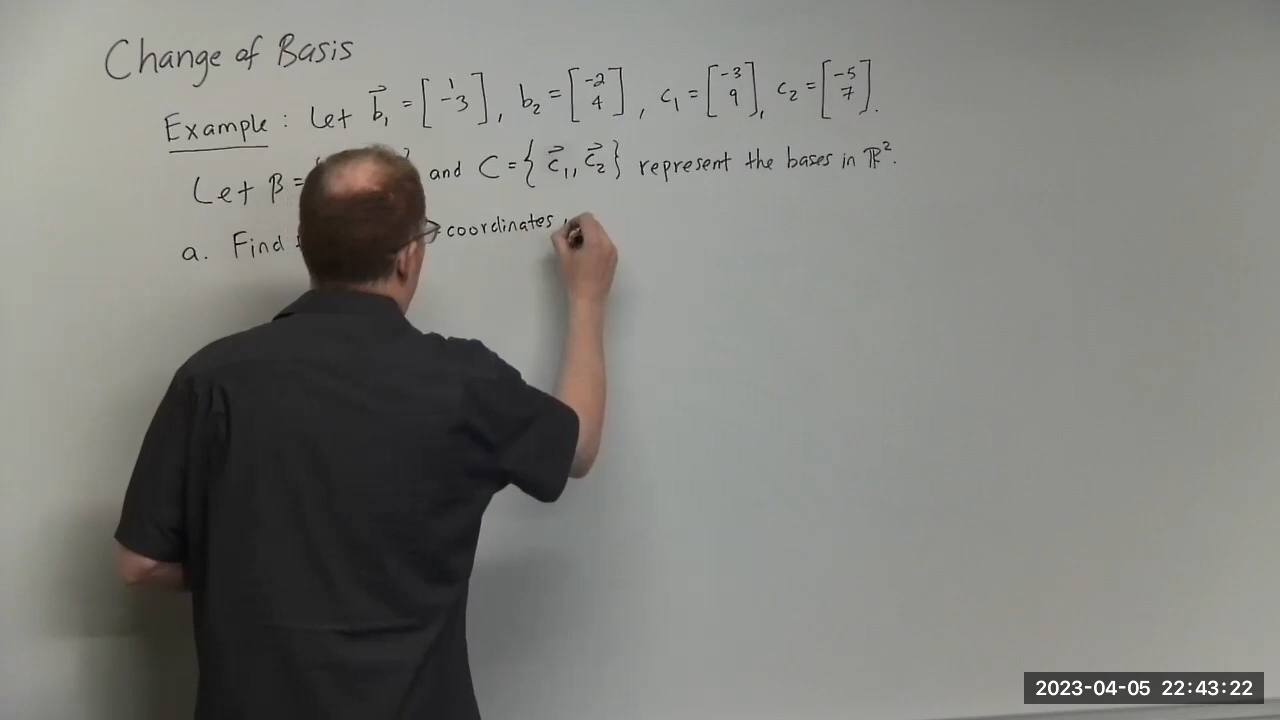 Change of Basis
Example : Let b⃗₁ = [1 -3], b₂ = [-2 4], c₁ = [-3 9], c₂ = [-5 7].
Let β = and C = { c⃗₁, c⃗₂ } represent the bases in ℝ².
a. Find coordinates
2023-04-05 22:43:22